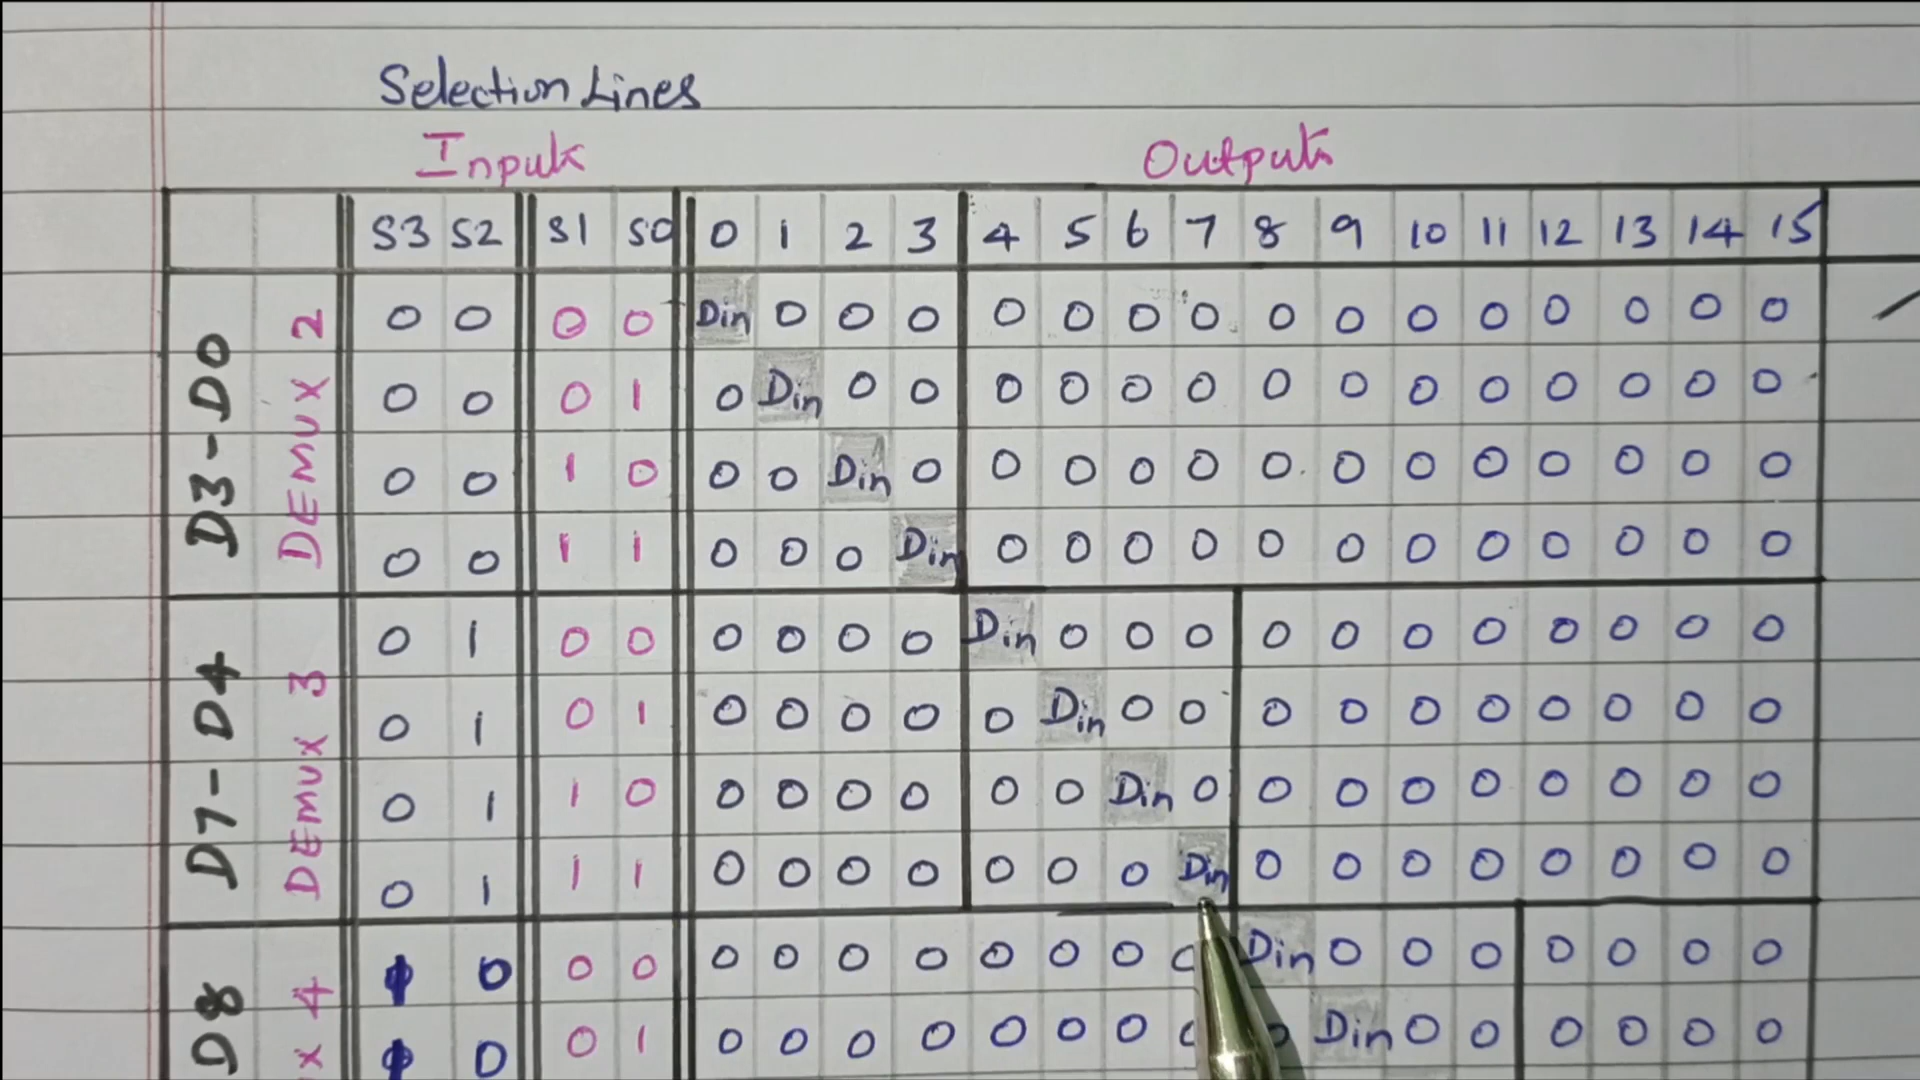 Selection Lines
Input Outputs
S3 S2 S1 S0 0 1 2 3 4 5 6 7 8 9 10 11 12 13 14 15
D3-D0
DEMUX 2
0 0 0 0 Din 0 0 0 0 0 0 0 0 0 0 0 0 0 0 0
0 0 0 1 0 Din 0 0 0 0 0 0 0 0 0 0 0 0 0 0
0 0 1 0 0 0 Din 0 0 0 0 0 0 0 0 0 0 0 0 0
0 0 1 1 0 0 0 Din 0 0 0 0 0 0 0 0 0 0 0 0
D7-D4
DEMUX 3
0 1 0 0 0 0 0 0 Din 0 0 0 0 0 0 0 0 0 0 0
0 1 0 1 0 0 0 0 0 Din 0 0 0 0 0 0 0 0 0 0
0 1 1 0 0 0 0 0 0 0 Din 0 0 0 0 0 0 0 0 0
0 1 1 1 0 0 0 0 0 0 0 Din 0 0 0 0 0 0 0 0
D8
x 4
1 0 0 0 0 0 0 0 0 0 0 0 Din 0 0 0 0 0 0 0
1 0 0 1 0 0 0 0 0 0 0 0 0 Din 0 0 0 0 0 0